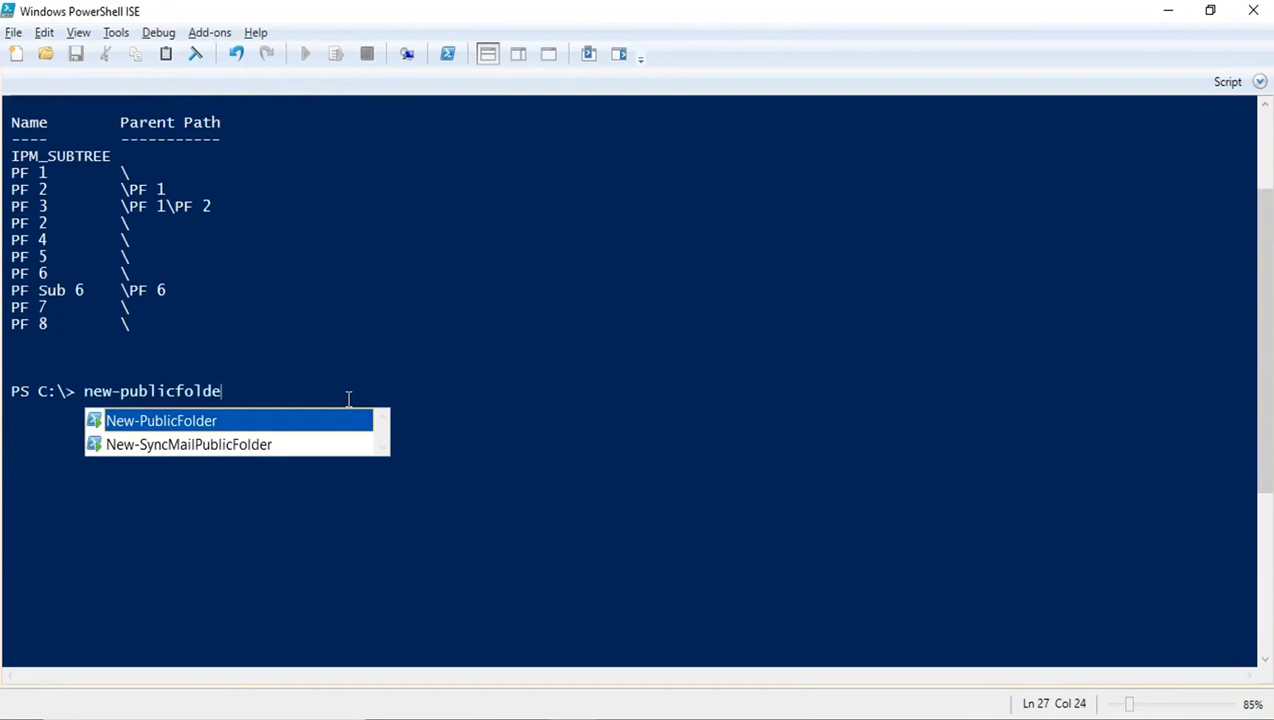 Windows PowerShell ISE
File Edit View Tools Debug Add-ons Help
Script
Name Parent Path
---- -----------
IPM_SUBTREE
PF 1 \
PF 2 \PF 1
PF 3 \PF 1\PF 2
PF 2 \
PF 4 \
PF 5 \
PF 6 \
PF Sub 6 \PF 6
PF 7 \
PF 8 \
PS C:\> new-publicfolde
New-PublicFolder
New-SyncMailPublicFolder
Ln 27 Col 24 85%